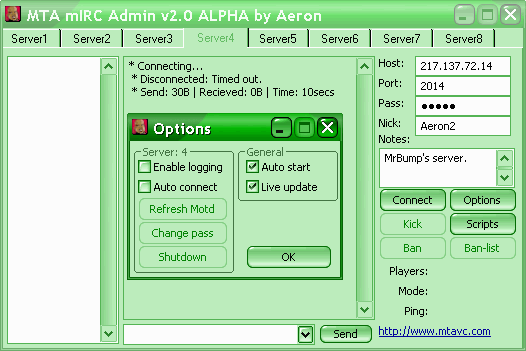 MTA mIRC Admin v2.0 ALPHA by Aeron
Server1 Server2 Server3 Server4 Server5 Server6 Server7 Server8
* Connecting...
* Disconnected: Timed out.
* Send: 30B | Recieved: 0B | Time: 10secs
Options
Server: 4
Enable logging
Auto connect
Refresh Motd
Change pass
Shutdown
General
Auto start
Live update
OK
Send
Host: 217.137.72.14
Port: 2014
Pass: ●●●●●
Nick: Aeron2
Notes:
MrBump's server.
Connect Options
Kick Scripts
Ban Ban-list
Players:
Mode:
Ping:
http://www.mtavc.com